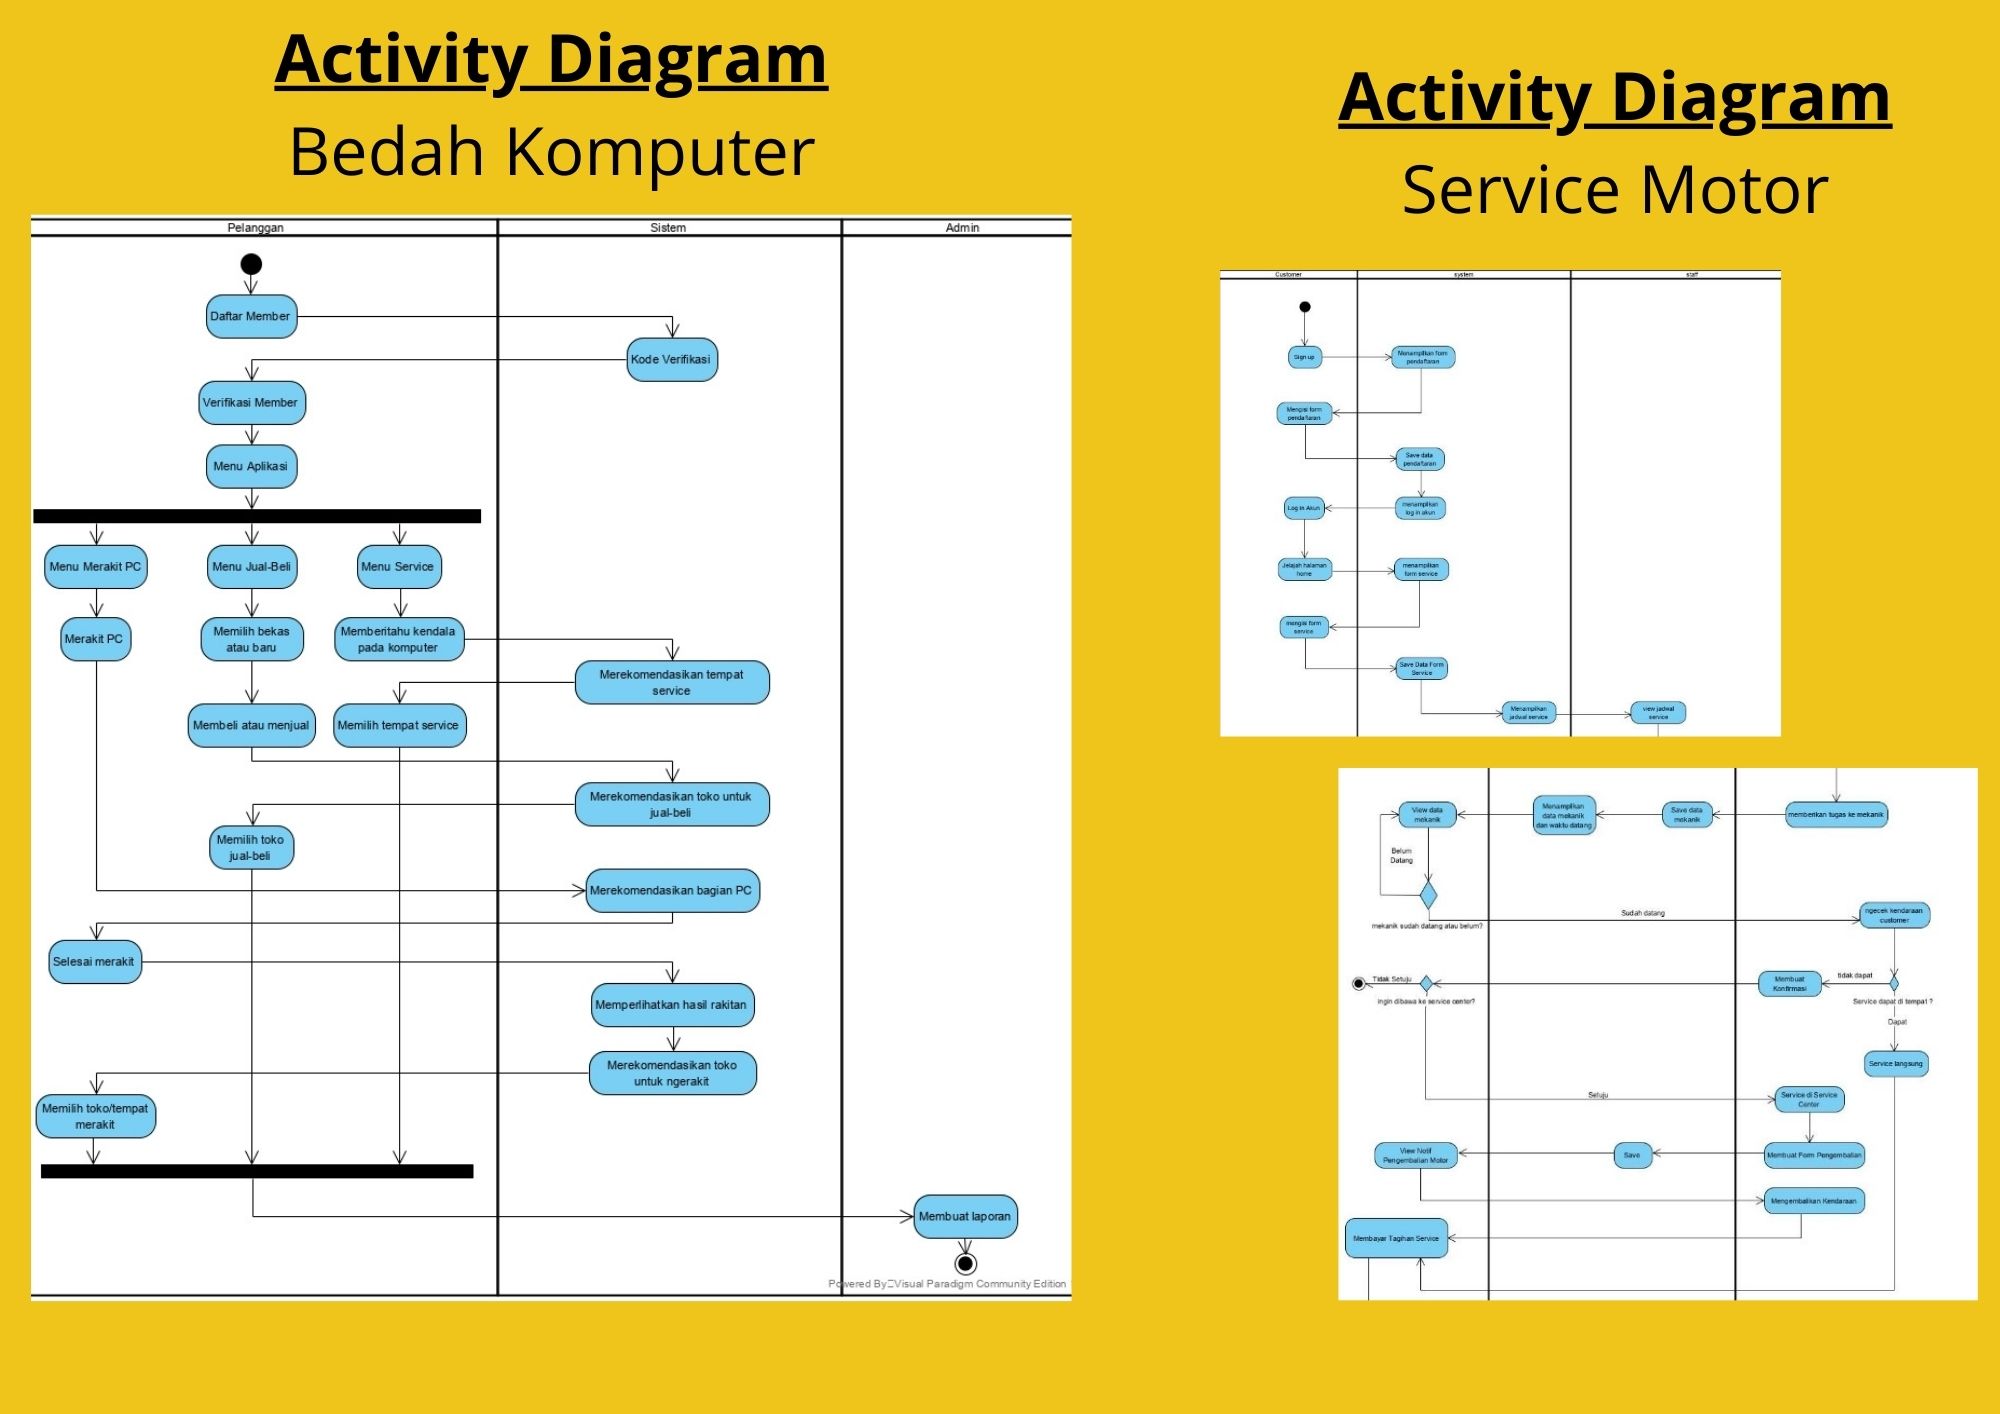 Activity Diagram
Bedah Komputer
Pelanggan
Sistem
Admin
Daftar Member
Kode Verifikasi
Verifikasi Member
Menu Aplikasi
Menu Merakit PC
Menu Jual-Beli
Menu Service
Merakit PC
Memilih bekas
atau baru
Memberitahu kendala
pada komputer
Merekomendasikan tempat
service
Membeli atau menjual
Memilih tempat service
Merekomendasikan toko untuk
jual-beli
Memilih toko
jual-beli
Merekomendasikan bagian PC
Selesai merakit
Memperlihatkan hasil rakitan
Merekomendasikan toko
untuk ngerakit
Memilih toko/tempat
merakit
Membuat laporan
Powered By Visual Paradigm Community Edition
Activity Diagram
Service Motor
Customer
system
staff
Sign up
Menampilkan form
pendaftaran
Mengisi form
pendaftaran
Save data
pendaftaran
Log in Akun
menampilkan
log in akun
Jelajah halaman
home
menampilkan
form service
mengisi form
service
Save Data Form
Service
Menampilkan
jadwal service
view jadwal
service
View data
mekanik
Menampilkan
data mekanik
dan waktu datang
Save data
mekanik
memberikan tugas ke mekanik
Belum
Datang
Sudah datang
mekanik sudah datang atau belum?
ngecek kendaraan
customer
Tidak Setuju
ingin dibawa ke service center?
Membuat
Konfirmasi
tidak dapat
Service dapat di tempat ?
Dapat
Service langsung
Setuju
Service di Service
Center
View Notif
Pengembalian Motor
Save
Membuat Form Pengembalian
Mengembalikan Kendaraan
Membayar Tagihan Service